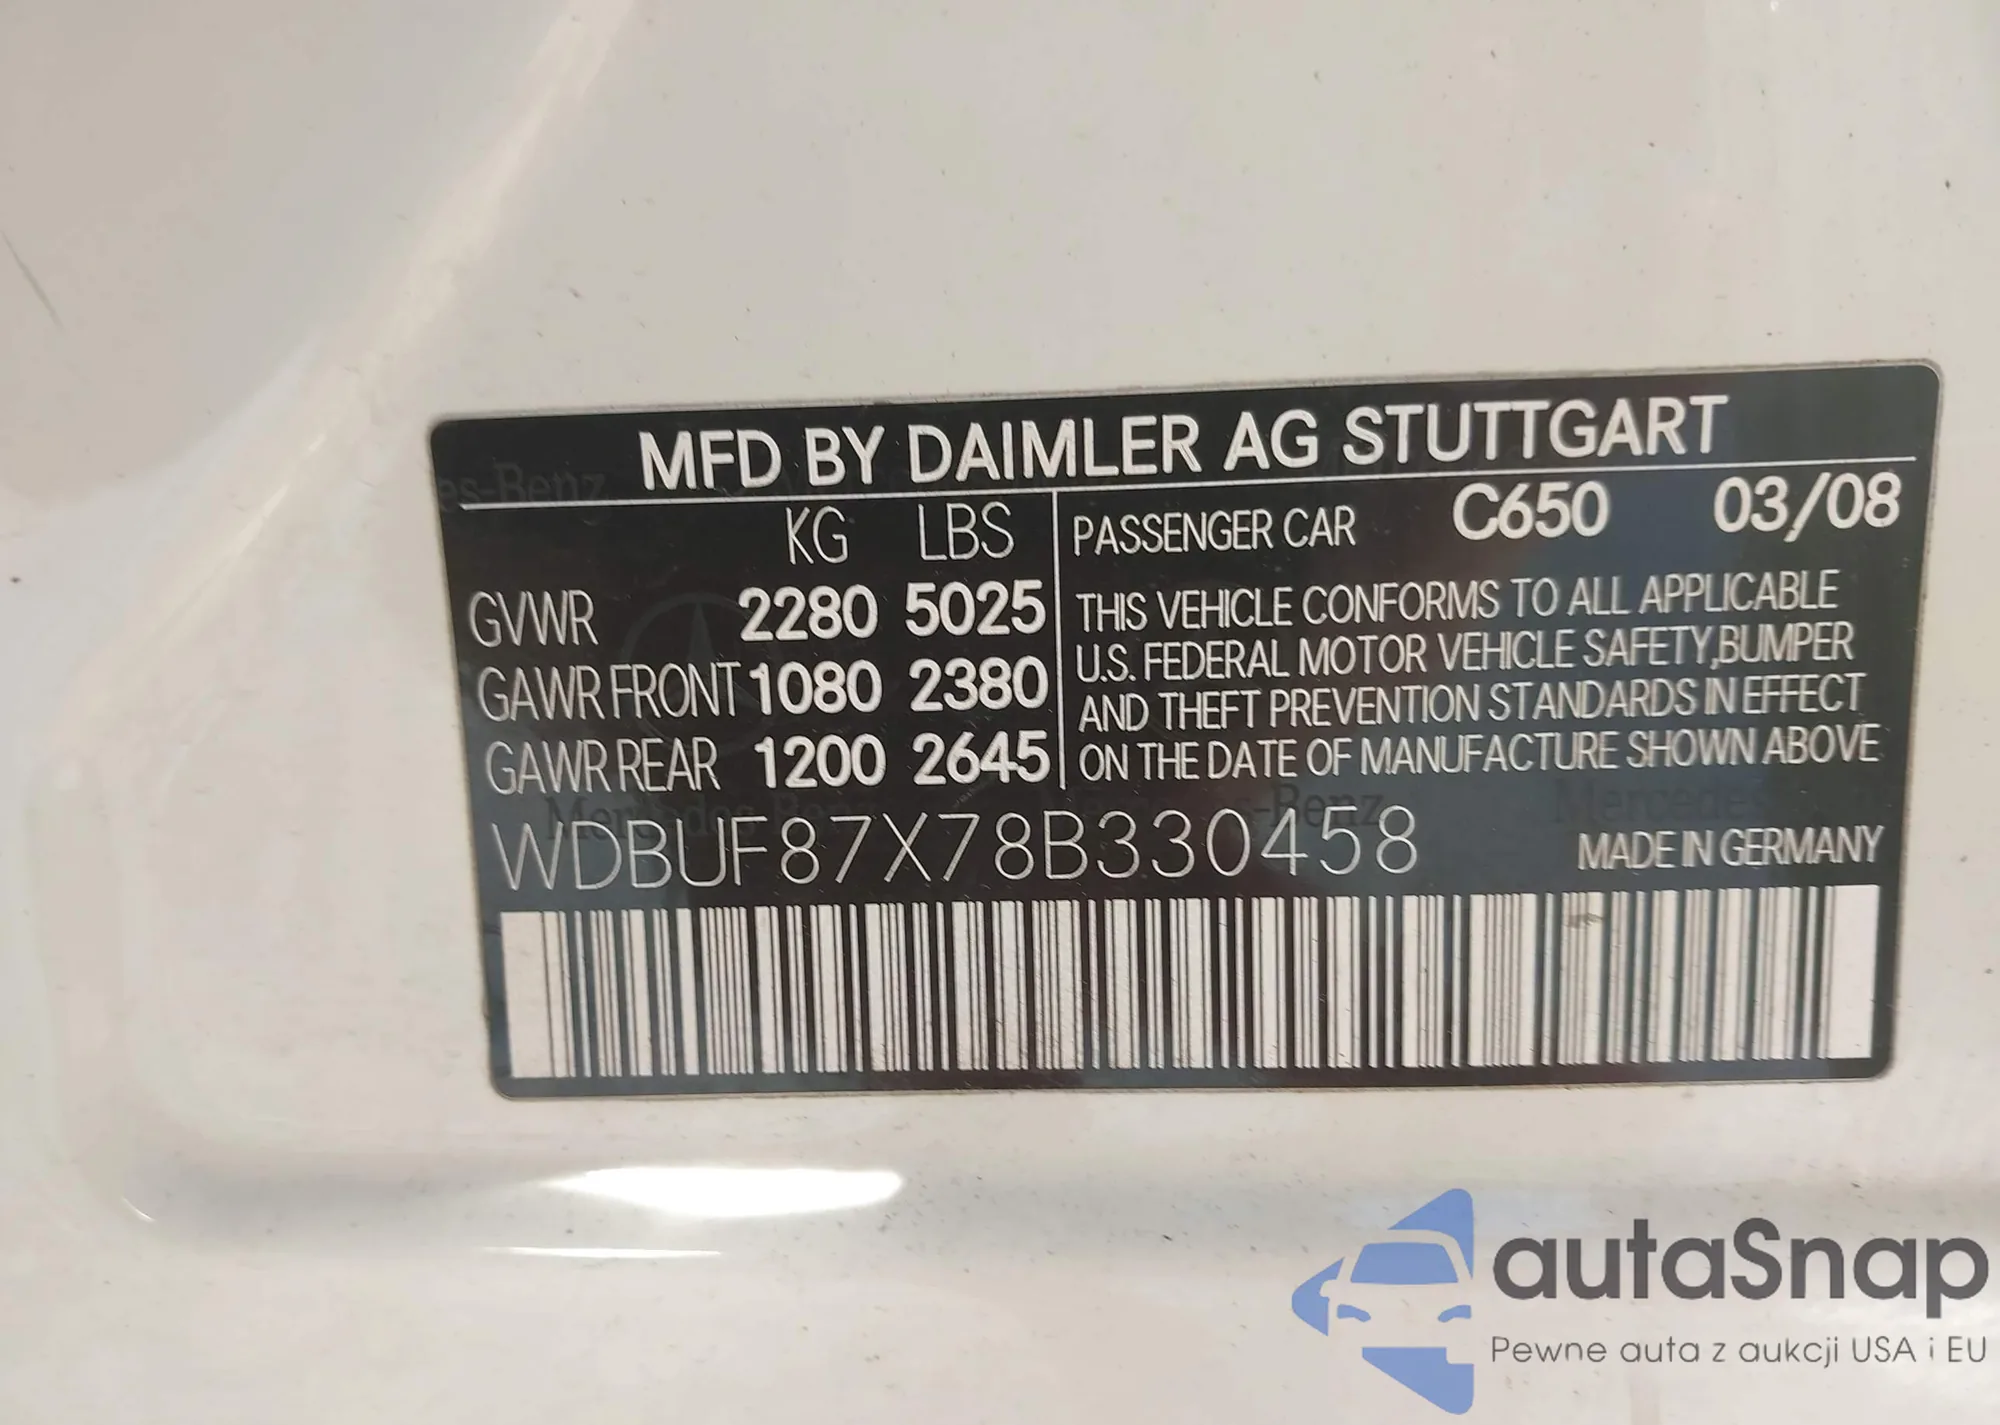 MFD BY DAIMLER AG STUTTGART
KG LBS
GVWR 2280 5025
GAWR FRONT 1080 2380
GAWR REAR 1200 2645
PASSENGER CAR C650 03/08
THIS VEHICLE CONFORMS TO ALL APPLICABLE
U.S. FEDERAL MOTOR VEHICLE SAFETY,BUMPER
AND THEFT PREVENTION STANDARDS IN EFFECT
ON THE DATE OF MANUFACTURE SHOWN ABOVE
WDBUF87X78B330458 MADE IN GERMANY
autaSnap
Pewne auta z aukcji USA i EU